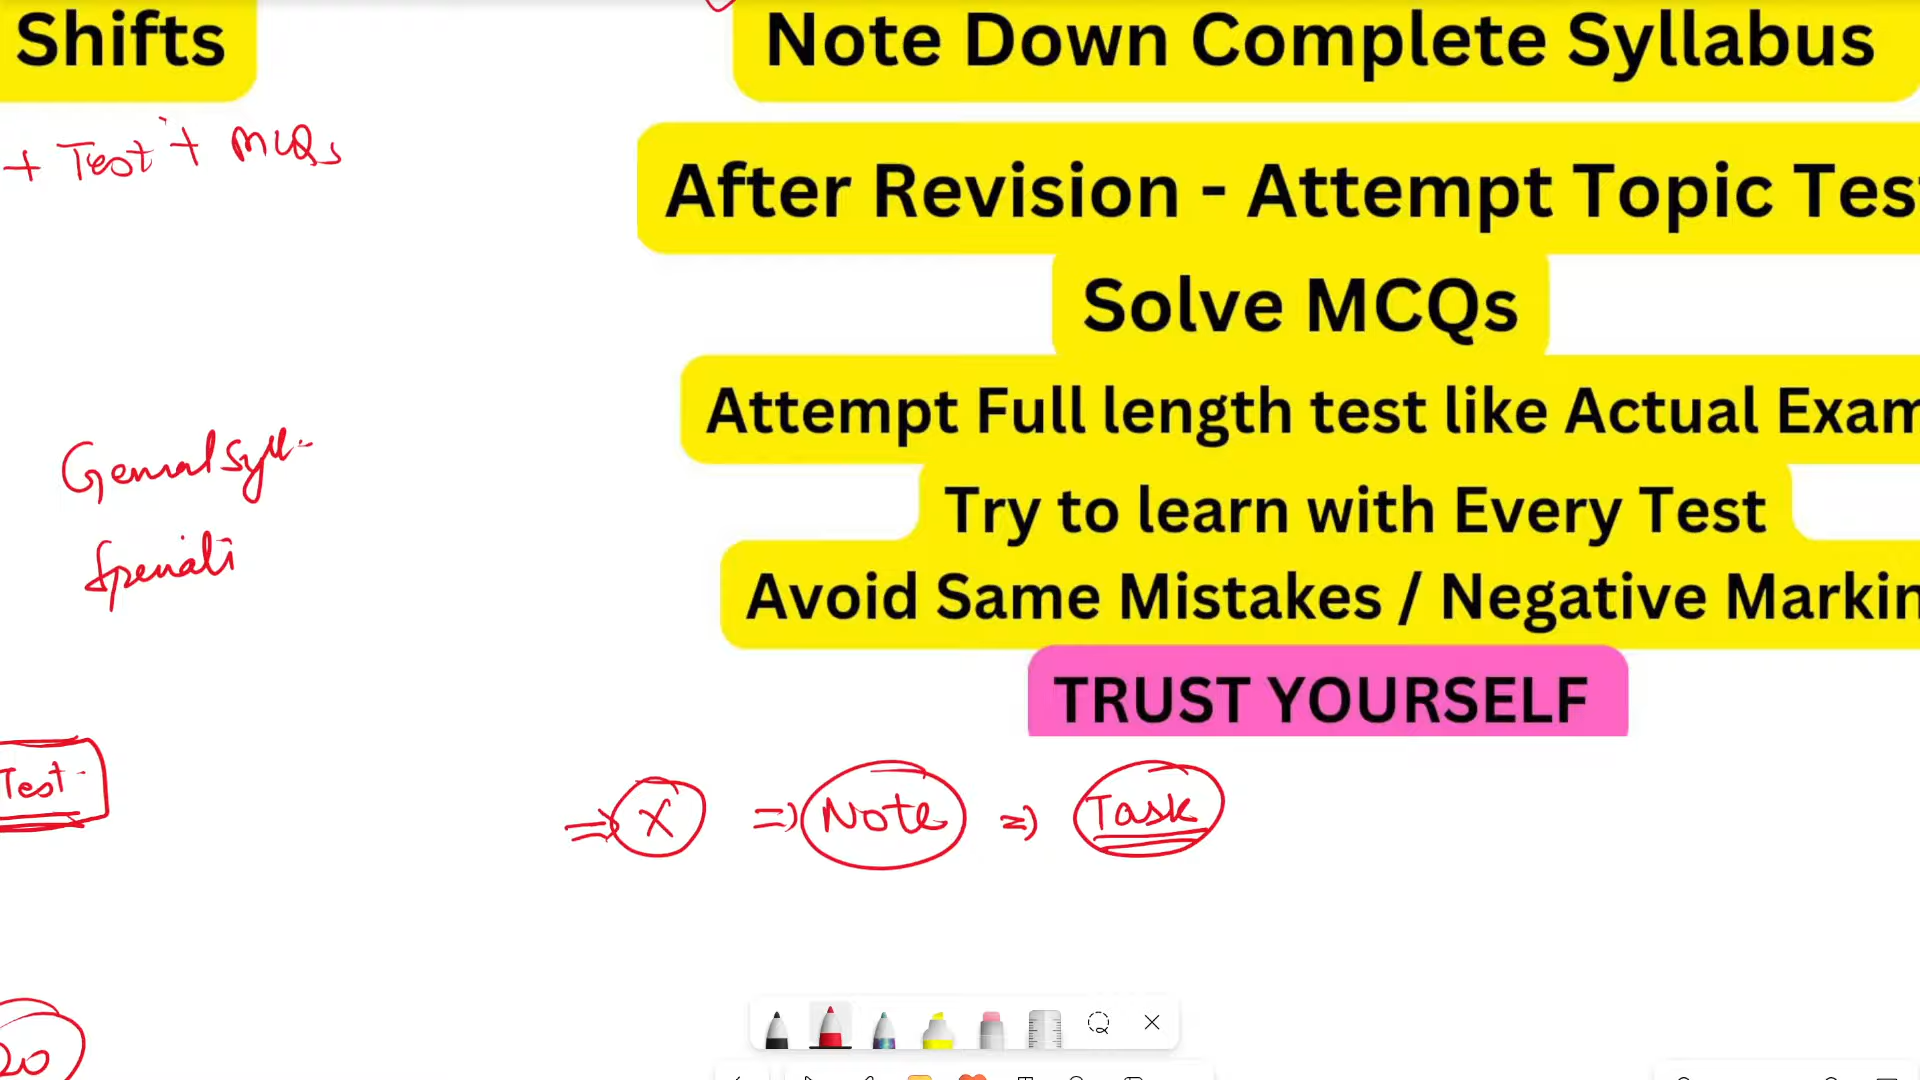 Shifts
Note Down Complete Syllabus
+ Test + MCQs
After Revision - Attempt Topic Tes
Solve MCQs
Attempt Full length test like Actual Exam
General Syll-
Try to learn with Every Test
Avoid Same Mistakes / Negative Markin
TRUST YOURSELF
Test
⇒ X ⇒ Note ⇒ Task
20